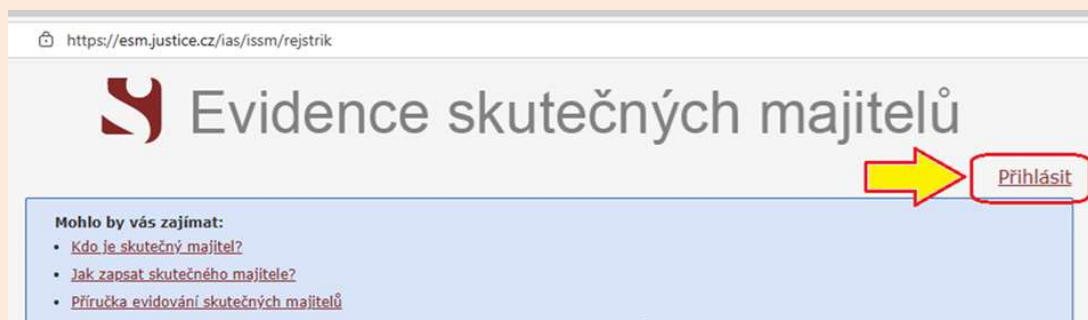 https://esm.justice.cz/ias/issm/rejstrik
Evidence skutečných majitelů
Přihlásit
Mohlo by vás zajímat:
• Kdo je skutečný majitel?
• Jak zapsat skutečného majitele?
• Příručka evidování skutečných majitelů